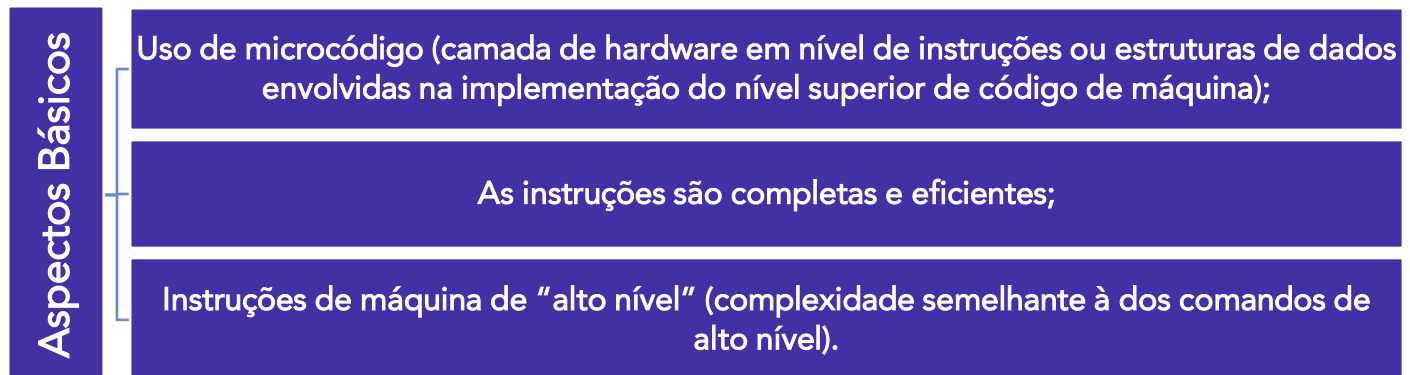 Aspectos Básicos
Uso de microcódigo (camada de hardware em nível de instruções ou estruturas de dados
envolvidas na implementação do nível superior de código de máquina);
As instruções são completas e eficientes;
Instruções de máquina de “alto nível” (complexidade semelhante à dos comandos de
alto nível).